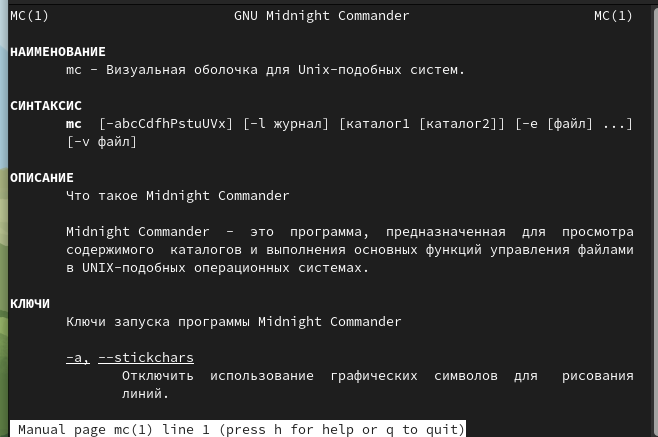 MC(1) GNU Midnight Commander MC(1)
НАИМЕНОВАНИЕ
mc - Визуальная оболочка для Unix-подобных систем.
СИНТАКСИС
mc [-abcCdfhPstuUVx] [-l журнал] [каталог1 [каталог2]] [-e [файл] ...]
[-v файл]
ОПИСАНИЕ
Что такое Midnight Commander
Midnight Commander - это программа, предназначенная для просмотра
содержимого каталогов и выполнения основных функций управления файлами
в UNIX-подобных операционных системах.
КЛЮЧИ
Ключи запуска программы Midnight Commander
-a, --stickchars
Отключить использование графических символов для рисования
линий.
Manual page mc(1) line 1 (press h for help or q to quit)